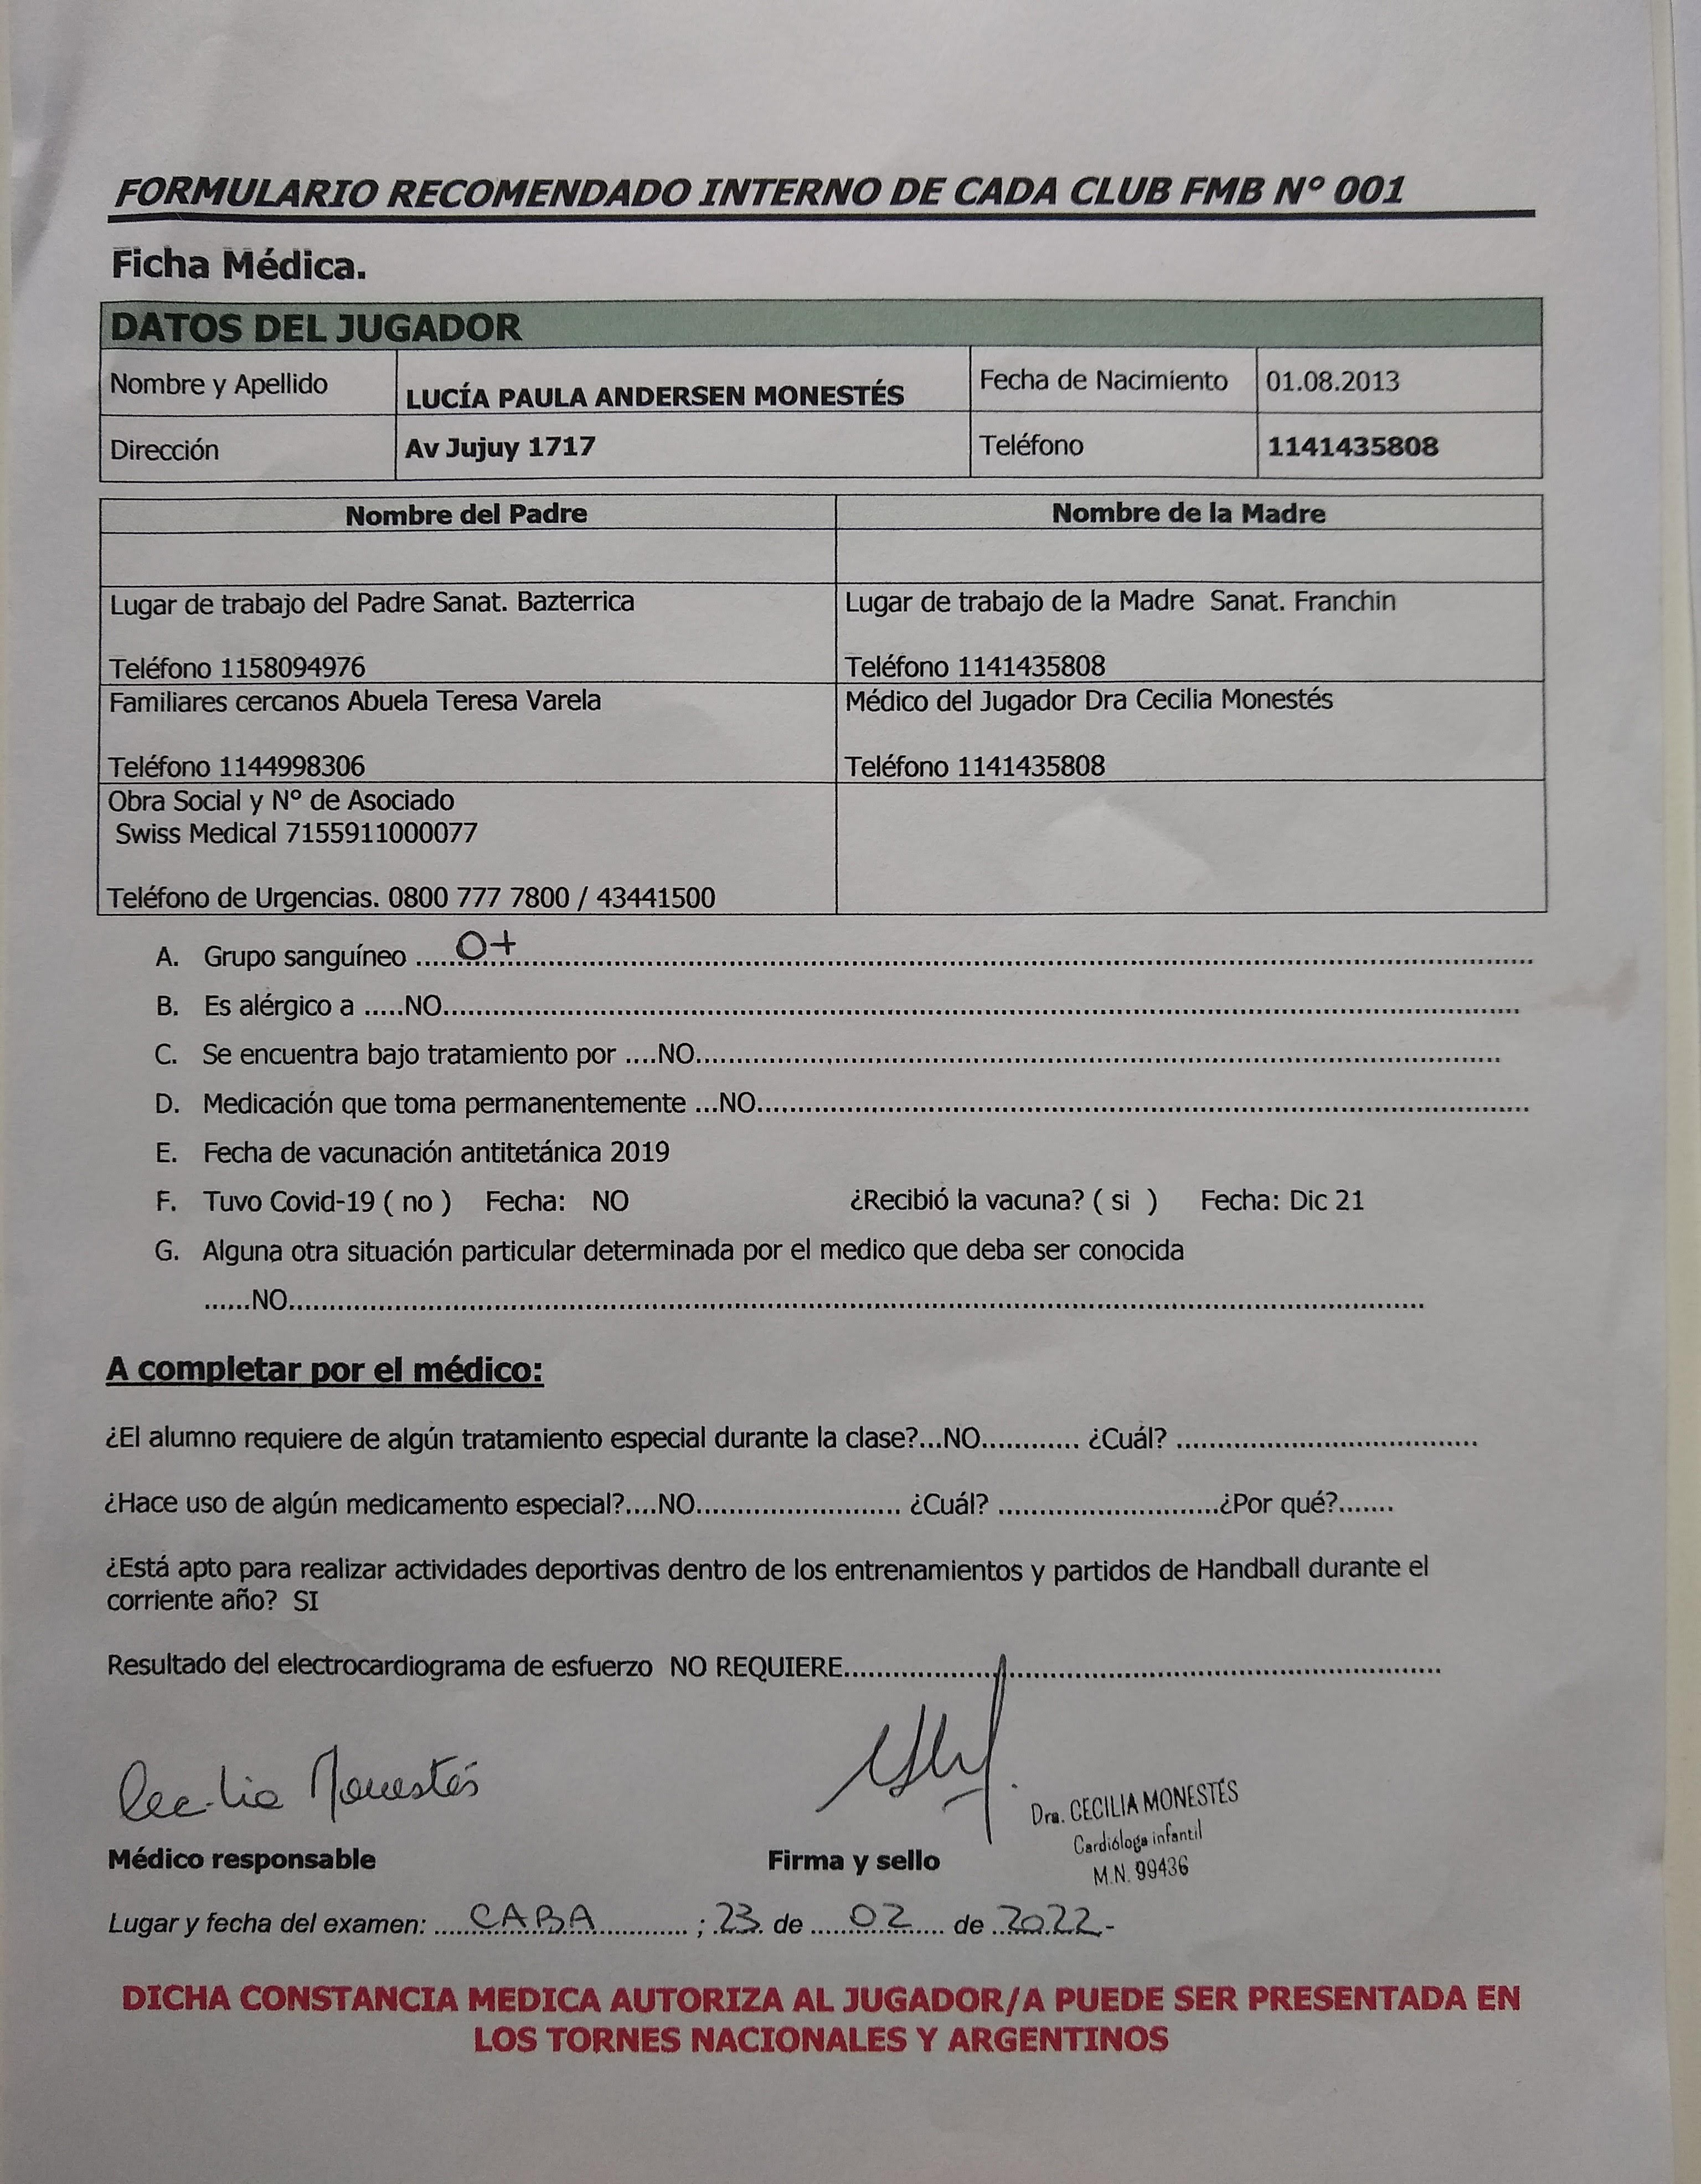 FORMULARIO RECOMENDADO INTERNO DE CADA CLUB FMB N° 001
Ficha Médica.
DATOS DEL JUGADOR
Nombre y Apellido LUCÍA PAULA ANDERSEN MONESTÉS Fecha de Nacimiento 01.08.2013
Dirección Av Jujuy 1717 Teléfono 1141435808
Nombre del Padre Nombre de la Madre
Lugar de trabajo del Padre Sanat. Bazterrica Lugar de trabajo de la Madre Sanat. Franchin
Teléfono 1158094976 Teléfono 1141435808
Familiares cercanos Abuela Teresa Varela Médico del Jugador Dra Cecilia Monestés
Teléfono 1144998306 Teléfono 1141435808
Obra Social y N° de Asociado
Swiss Medical 7155911000077
Teléfono de Urgencias. 0800 777 7800 / 43441500
A. Grupo sanguíneo ....O+....
B. Es alérgico a .....NO....
C. Se encuentra bajo tratamiento por ....NO....
D. Medicación que toma permanentemente ...NO....
E. Fecha de vacunación antitetánica 2019
F. Tuvo Covid-19 ( no ) Fecha: NO ¿Recibió la vacuna? ( si ) Fecha: Dic 21
G. Alguna otra situación particular determinada por el medico que deba ser conocida
......NO....
A completar por el médico:
¿El alumno requiere de algún tratamiento especial durante la clase?...NO............ ¿Cuál? ....................................
¿Hace uso de algún medicamento especial?....NO........................ ¿Cuál? ..........................¿Por qué?.......
¿Está apto para realizar actividades deportivas dentro de los entrenamientos y partidos de Handball durante el
corriente año? SI
Resultado del electrocardiograma de esfuerzo NO REQUIERE....
Cecilia Monestés
Dra. CECILIA MONESTÉS
Cardióloga infantil
M.N. 99436
Médico responsable Firma y sello
Lugar y fecha del examen: ....CABA.... ; 23 de ....02.... de 2022.-
DICHA CONSTANCIA MEDICA AUTORIZA AL JUGADOR/A PUEDE SER PRESENTADA EN
LOS TORNES NACIONALES Y ARGENTINOS